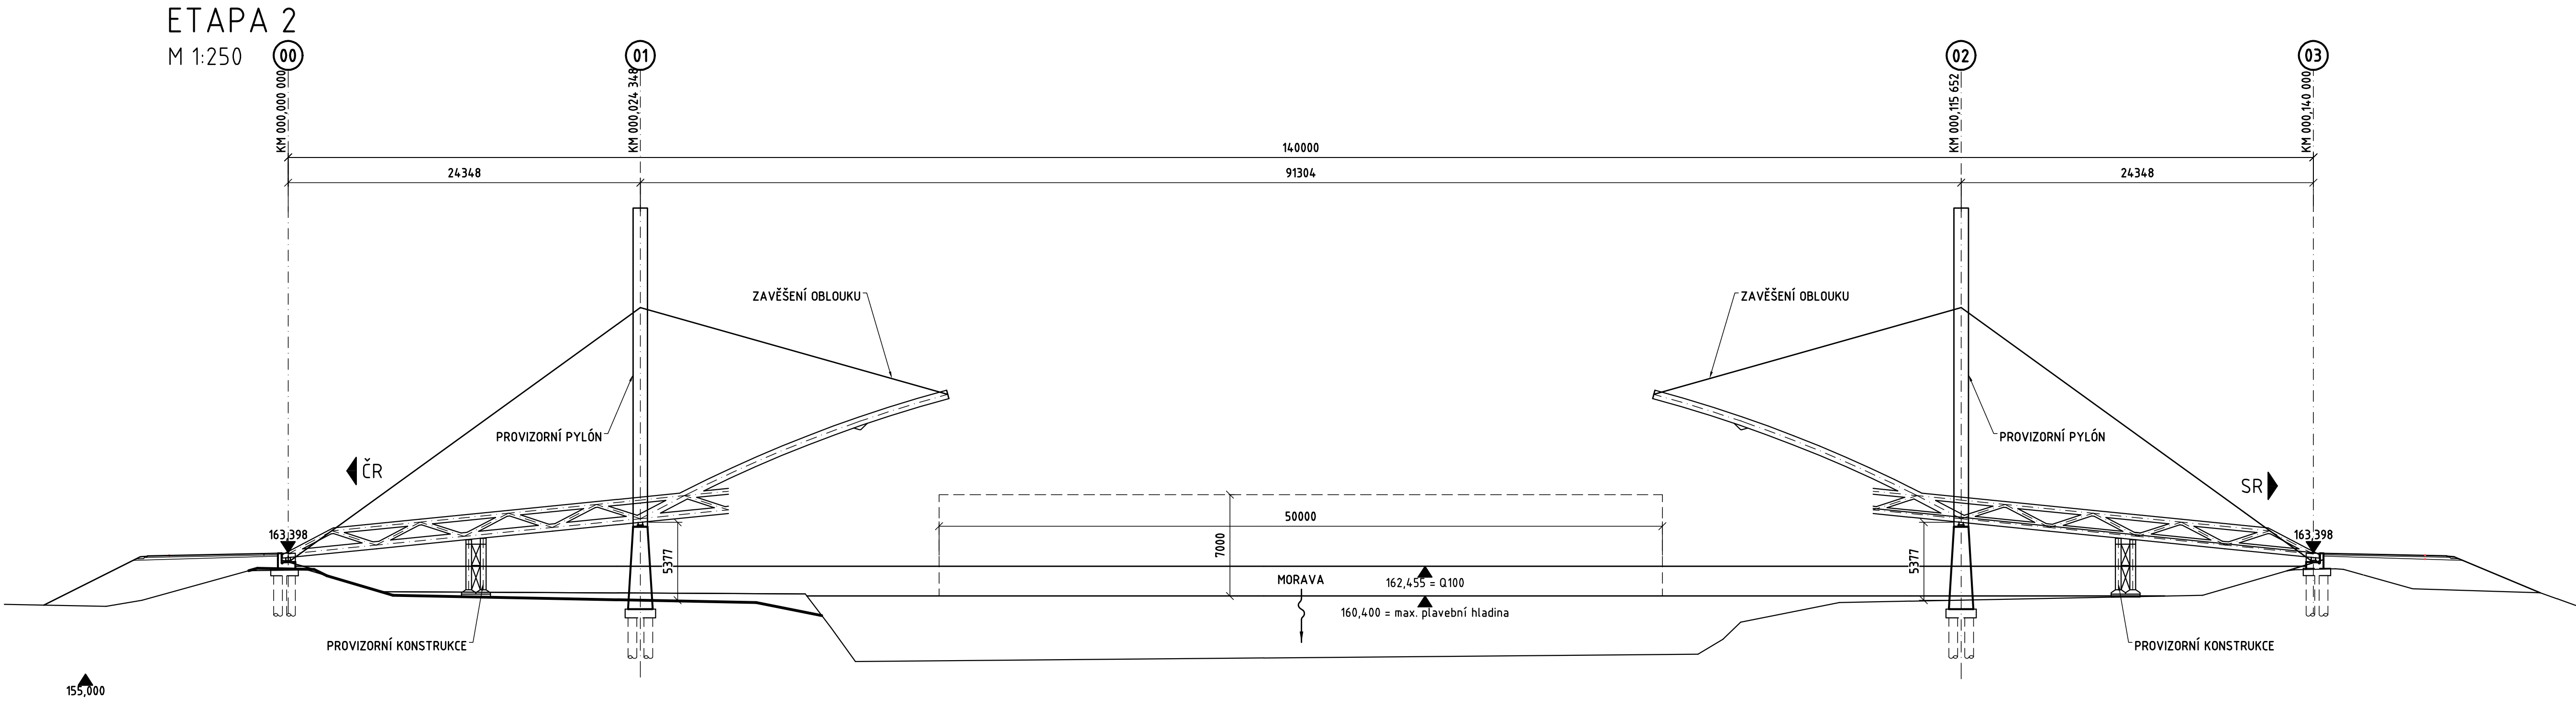 ETAPA 2
M 1:250
00
01
02
03
KM 000,000 000
KM 000,024 348
KM 000,115 652
KM 000,140 000
140000
24348
91304
24348
ZAVĚŠENÍ OBLOUKU
ZAVĚŠENÍ OBLOUKU
PROVIZORNÍ PYLÓN
PROVIZORNÍ PYLÓN
ČR
SR
50000
163,398
163,398
7000
5377
5377
MORAVA
162,455 = Q100
160,400 = max. plavební hladina
PROVIZORNÍ KONSTRUKCE
PROVIZORNÍ KONSTRUKCE
155,000